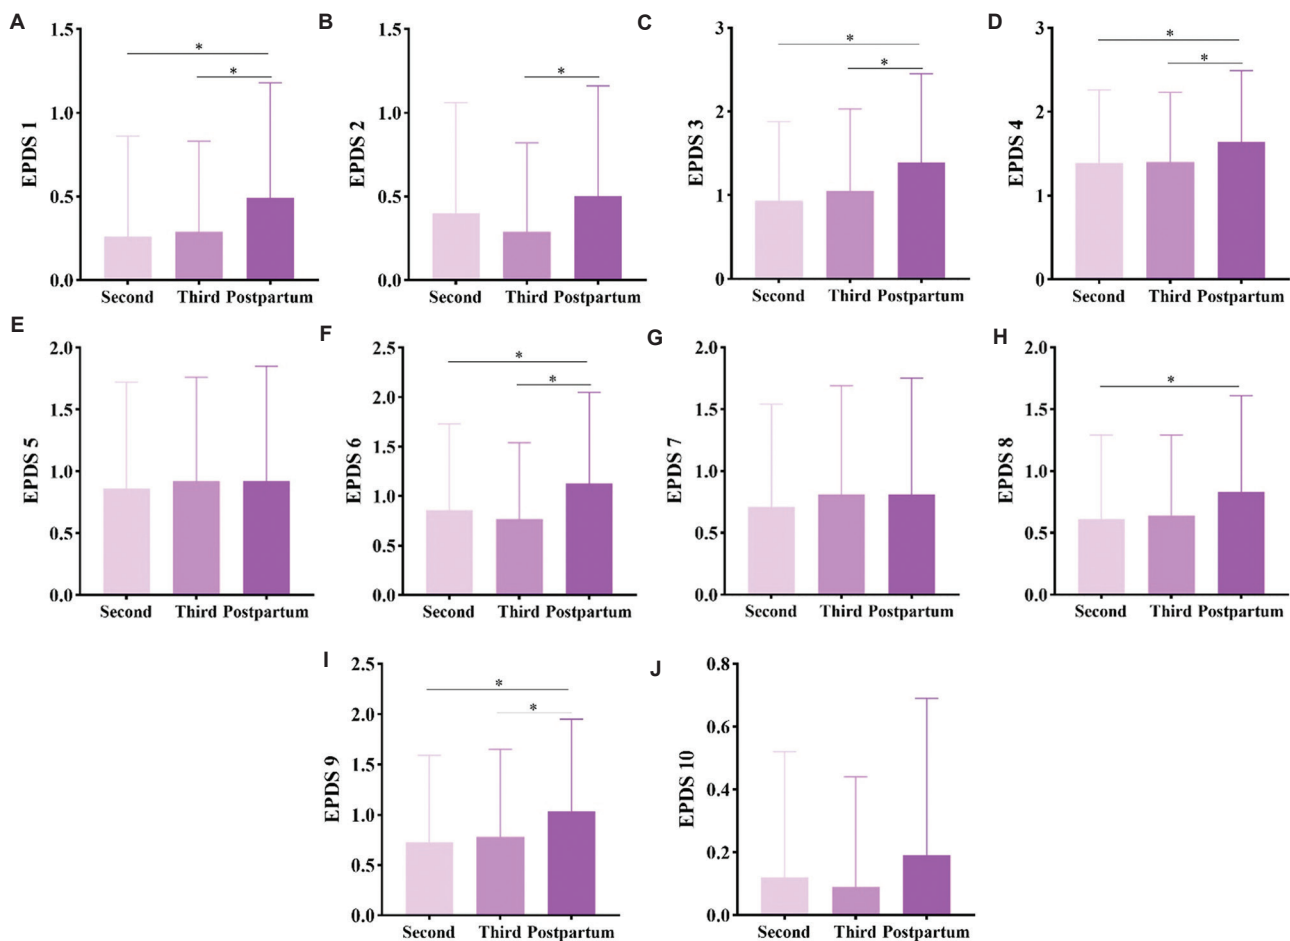 A
B
C
D
EPDS 1
1.5
1.0
0.5
0.0
*
*
Second Third Postpartum
EPDS 2
1.5
1.0
0.5
0.0
*
Second Third Postpartum
EPDS 3
3
2
1
0
*
*
Second Third Postpartum
EPDS 4
3
2
1
0
*
*
Second Third Postpartum
E
F
G
H
EPDS 5
2.0
1.5
1.0
0.5
0.0
Second Third Postpartum
EPDS 6
2.5
2.0
1.5
1.0
0.5
0.0
*
*
Second Third Postpartum
EPDS 7
2.0
1.5
1.0
0.5
0.0
Second Third Postpartum
EPDS 8
2.0
1.5
1.0
0.5
0.0
*
Second Third Postpartum
I
J
EPDS 9
2.5
2.0
1.5
1.0
0.5
0.0
*
*
Second Third Postpartum
EPDS 10
0.8
0.6
0.4
0.2
0.0
Second Third Postpartum